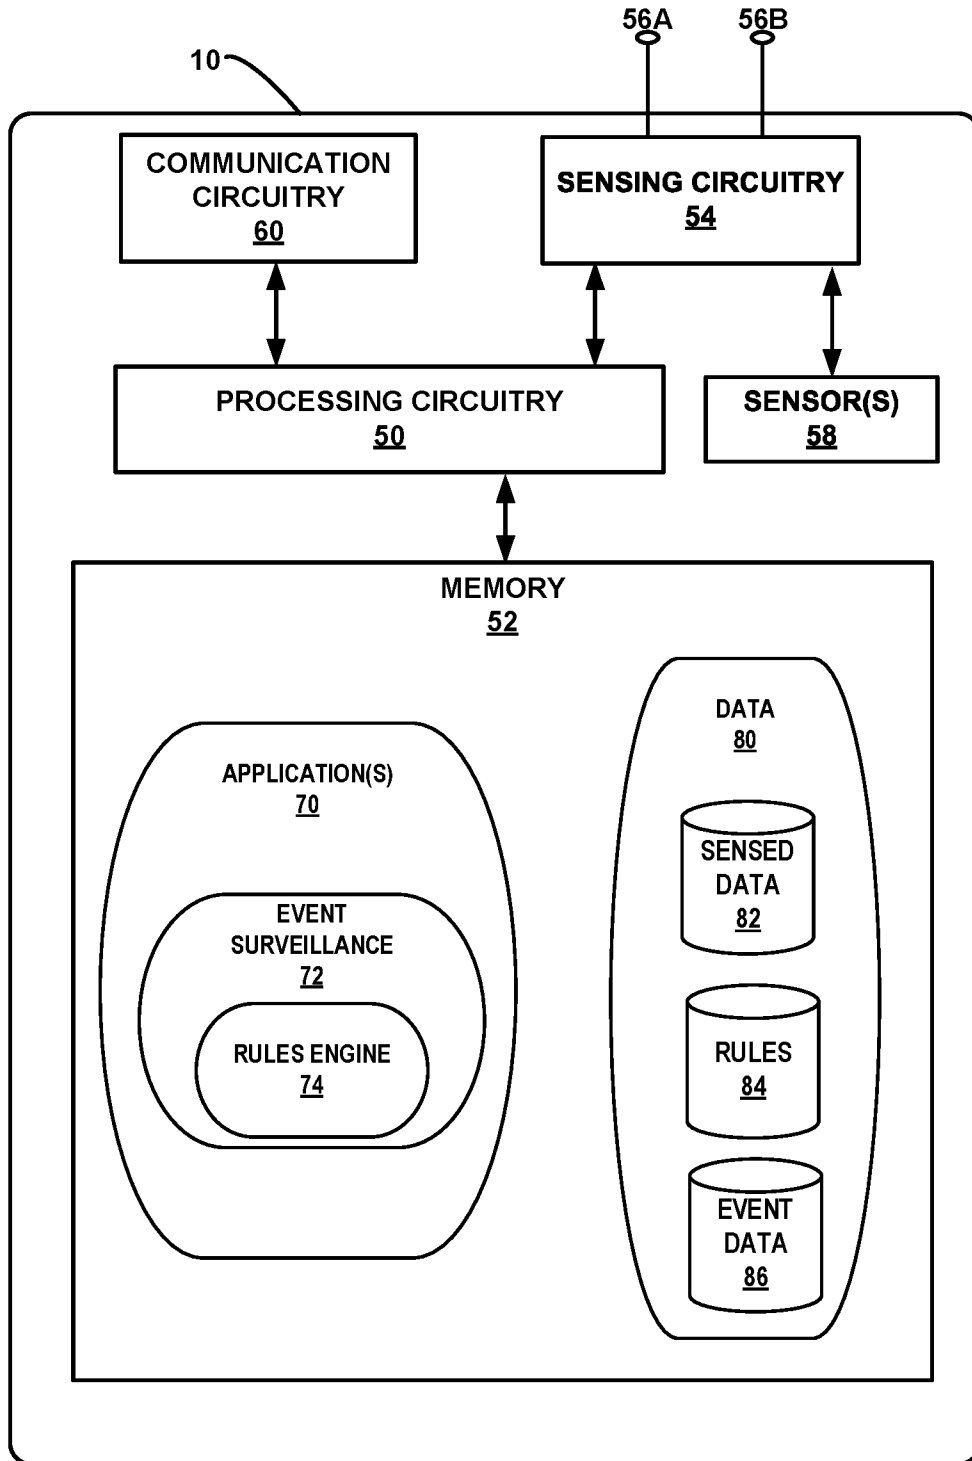 56A
56B
10
COMMUNICATION
CIRCUITRY
60
SENSING CIRCUITRY
54
PROCESSING CIRCUITRY
50
SENSOR(S)
58
MEMORY
52
APPLICATION(S)
70
EVENT
SURVEILLANCE
72
RULES ENGINE
74
DATA
80
SENSED
DATA
82
RULES
84
EVENT
DATA
86